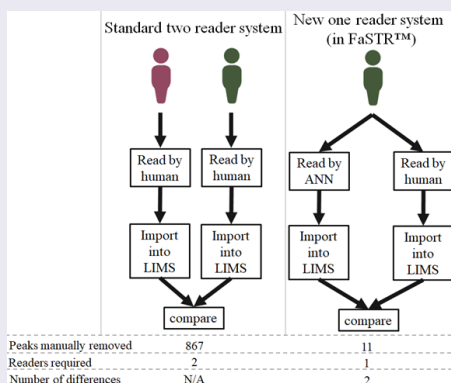 Standard two reader system
New one reader system
(in FaSTR™)
Read by
human
Read by
human
Read by
ANN
Read by
human
Import
into
LIMS
Import
into
LIMS
Import
into
LIMS
Import
into
LIMS
compare
compare
Peaks manually removed 867 11
Readers required 2 1
Number of differences N/A 2